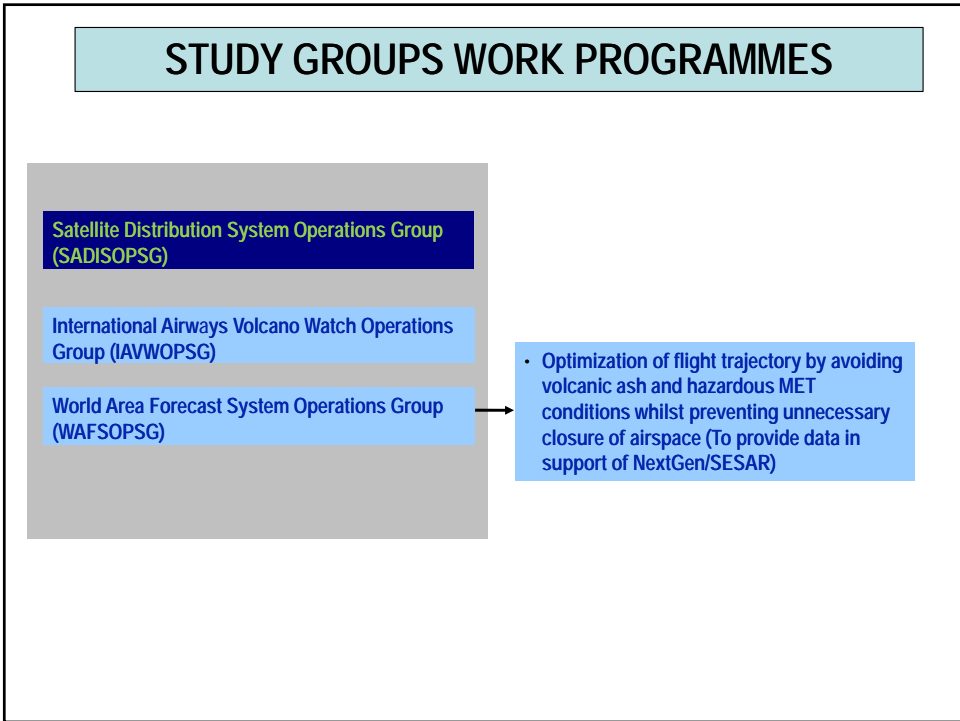 STUDY GROUPS WORK PROGRAMMES
Satellite Distribution System Operations Group
(SADISOPSG)
International Airways Volcano Watch Operations
Group (IAVWOPSG)
World Area Forecast System Operations Group
(WAFSOPSG)
• Optimization of flight trajectory by avoiding
volcanic ash and hazardous MET
conditions whilst preventing unnecessary
closure of airspace (To provide data in
support of NextGen/SESAR)